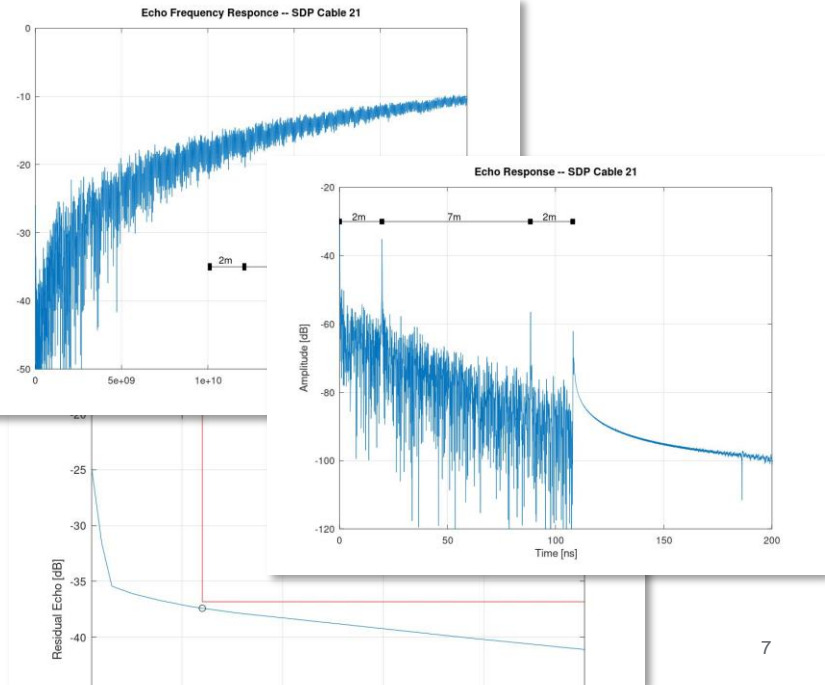 Echo Frequency Responce -- SDP Cable 21
0
-10
-20
-30
-40
-50
2m
0
5e+09
1e+10
Echo Response -- SDP Cable 21
-20
-40
-60
-80
-100
-120
Amplitude [dB]
2m
7m
2m
0
50
100
150
200
Time [ns]
-25
-30
-35
-40
Residual Echo [dB]
7